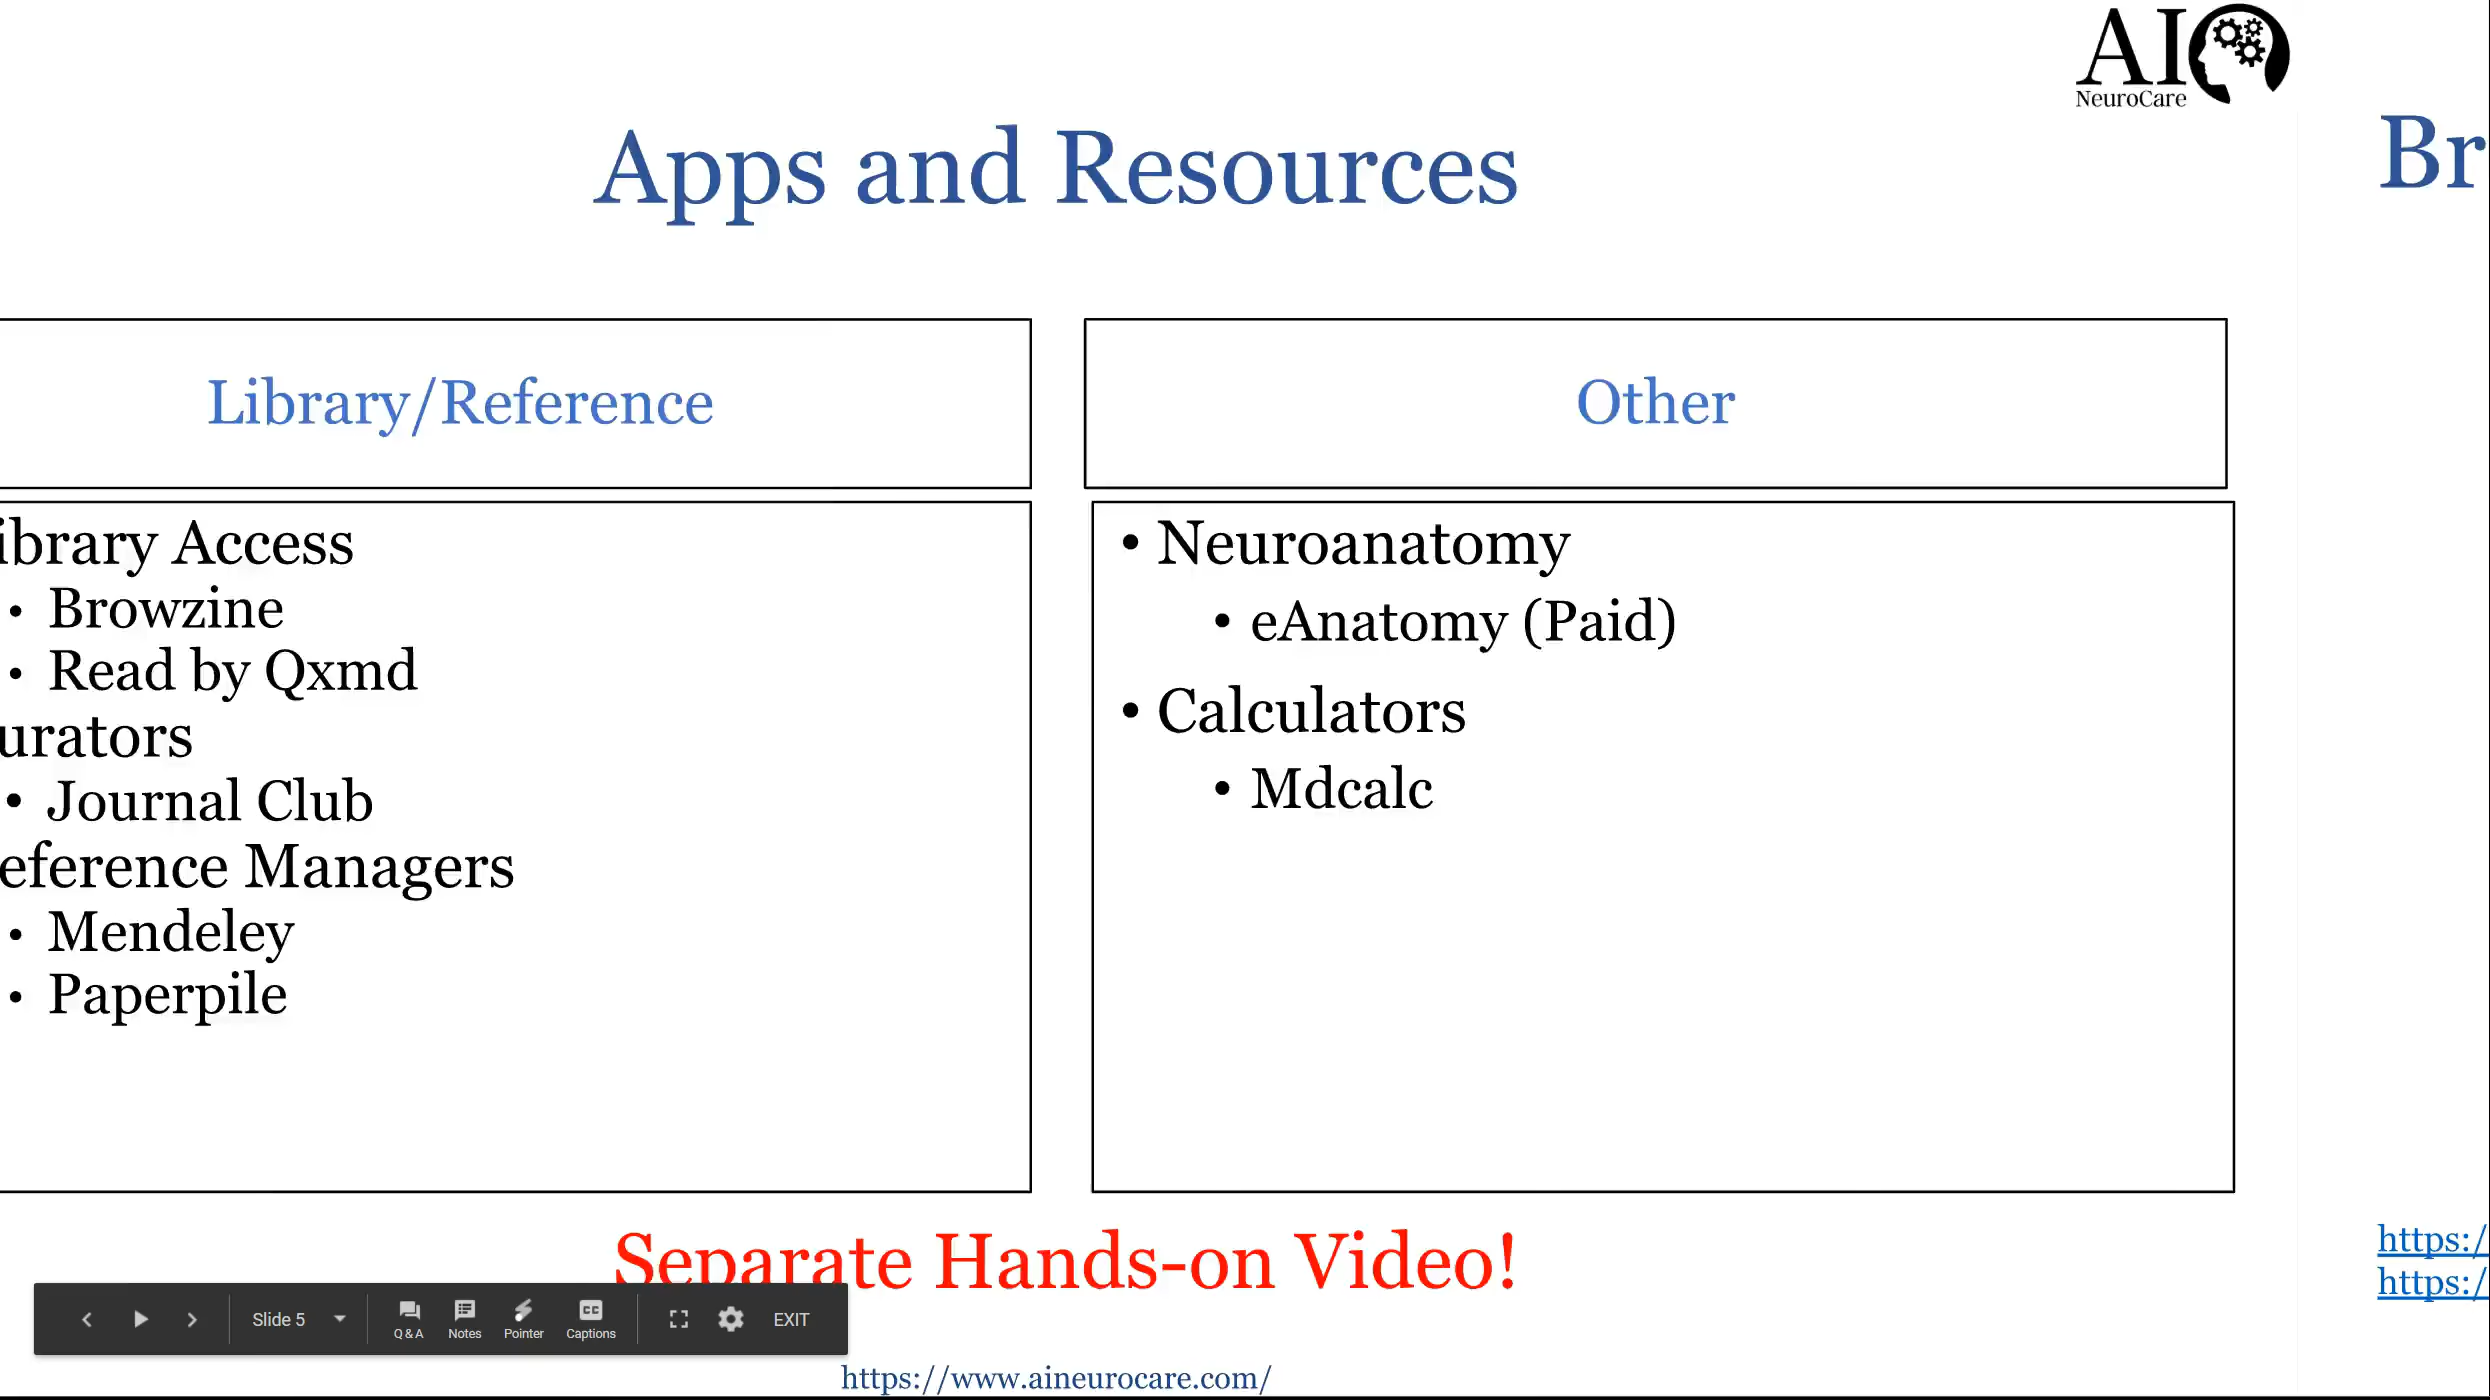 AI
NeuroCare
Apps and Resources
Br
Library/Reference
ibrary Access
• Browzine
• Read by Qxmd
urators
• Journal Club
eference Managers
• Mendeley
• Paperpile
Other
• Neuroanatomy
• eAnatomy (Paid)
• Calculators
• Mdcalc
Separate Hands-on Video!
https:/
https:/
Slide 5
Q & A
Notes
Pointer
CC
Captions
EXIT
https://www.aineurocare.com/